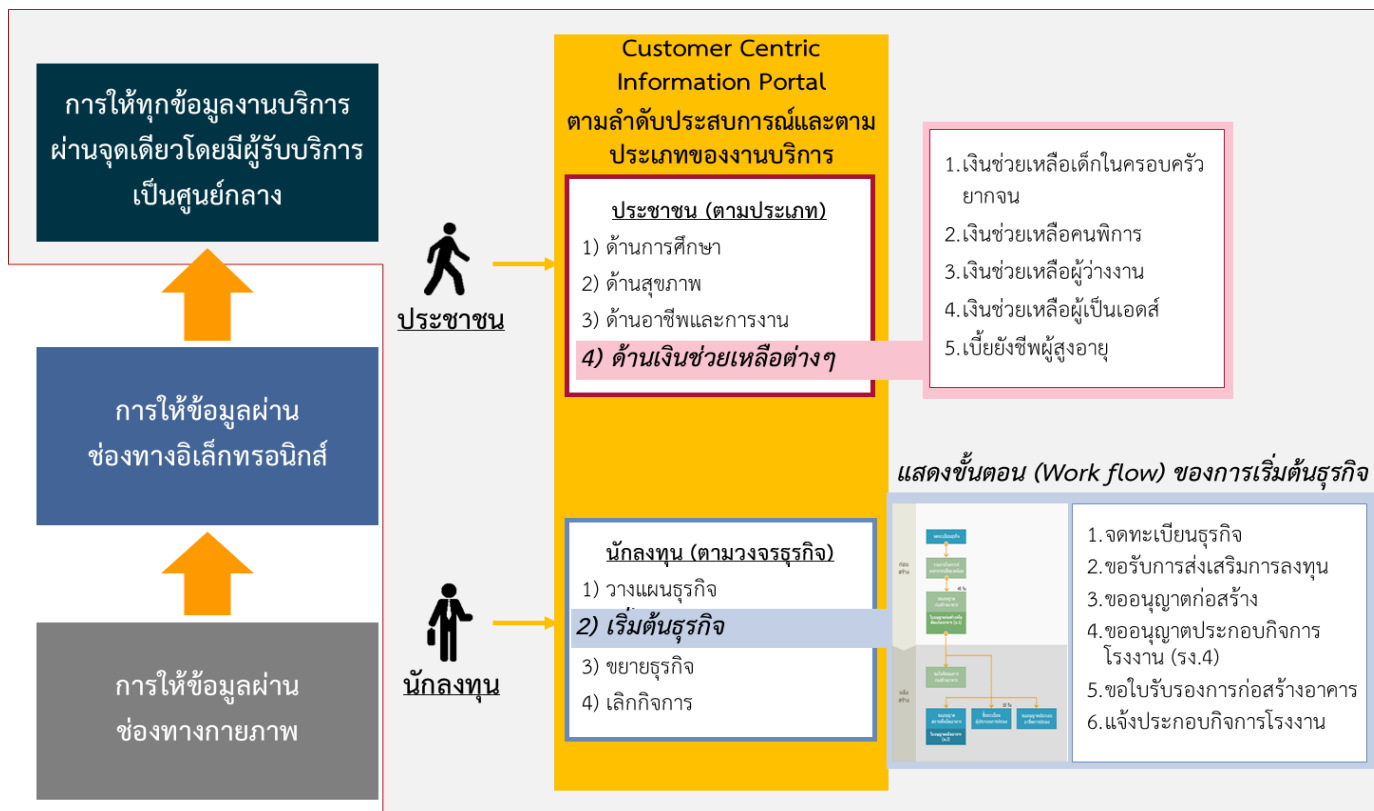 การให้ทุกข้อมูลงานบริการ
ผ่านจุดเดียวโดยมีผู้รับบริการ
เป็นศูนย์กลาง
การให้ข้อมูลผ่าน
ช่องทางอิเล็กทรอนิกส์
การให้ข้อมูลผ่าน
ช่องทางกายภาพ
ประชาชน
นักลงทุน
Customer Centric
Information Portal
ตามลำดับประสบการณ์และตาม
ประเภทของงานบริการ
ประชาชน (ตามประเภท)
1) ด้านการศึกษา
2) ด้านสุขภาพ
3) ด้านอาชีพและการงาน
4) ด้านเงินช่วยเหลือต่างๆ
1.เงินช่วยเหลือเด็กในครอบครัว
ยากจน
2.เงินช่วยเหลือคนพิการ
3.เงินช่วยเหลือผู้ว่างงาน
4.เงินช่วยเหลือผู้เป็นเอดส์
5.เบี้ยยังชีพผู้สูงอายุ
นักลงทุน (ตามวงจรธุรกิจ)
1) วางแผนธุรกิจ
2) เริ่มต้นธุรกิจ
3) ขยายธุรกิจ
4) เลิกกิจการ
แสดงขั้นตอน (Work flow) ของการเริ่มต้นธุรกิจ
1.จดทะเบียนธุรกิจ
2.ขอรับการส่งเสริมการลงทุน
3.ขออนุญาตก่อสร้าง
4.ขออนุญาตประกอบกิจการ
โรงงาน (รง.4)
5.ขอใบรับรองการก่อสร้างอาคาร
6.แจ้งประกอบกิจการโรงงาน